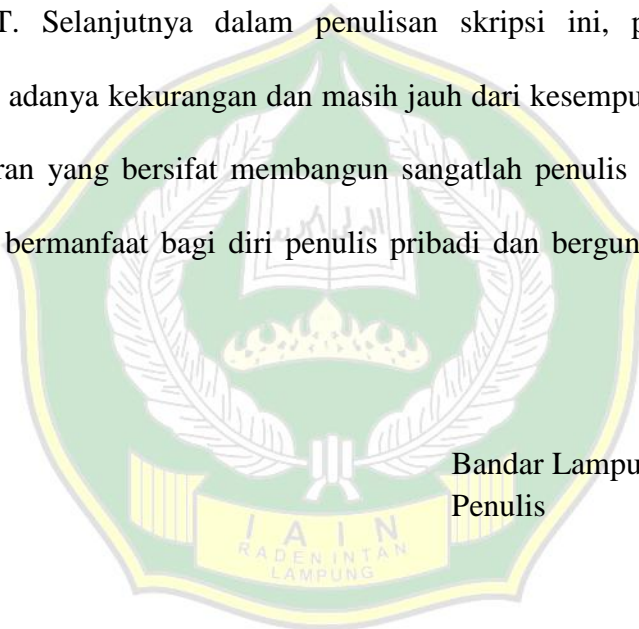 T. Selanjutnya dalam penulisan skripsi ini, p
adanya kekurangan dan masih jauh dari kesempu
ran yang bersifat membangun sangatlah penulis
bermanfaat bagi diri penulis pribadi dan bergun
Bandar Lampu
Penulis
I A I N
RADEN INTAN
LAMPUNG